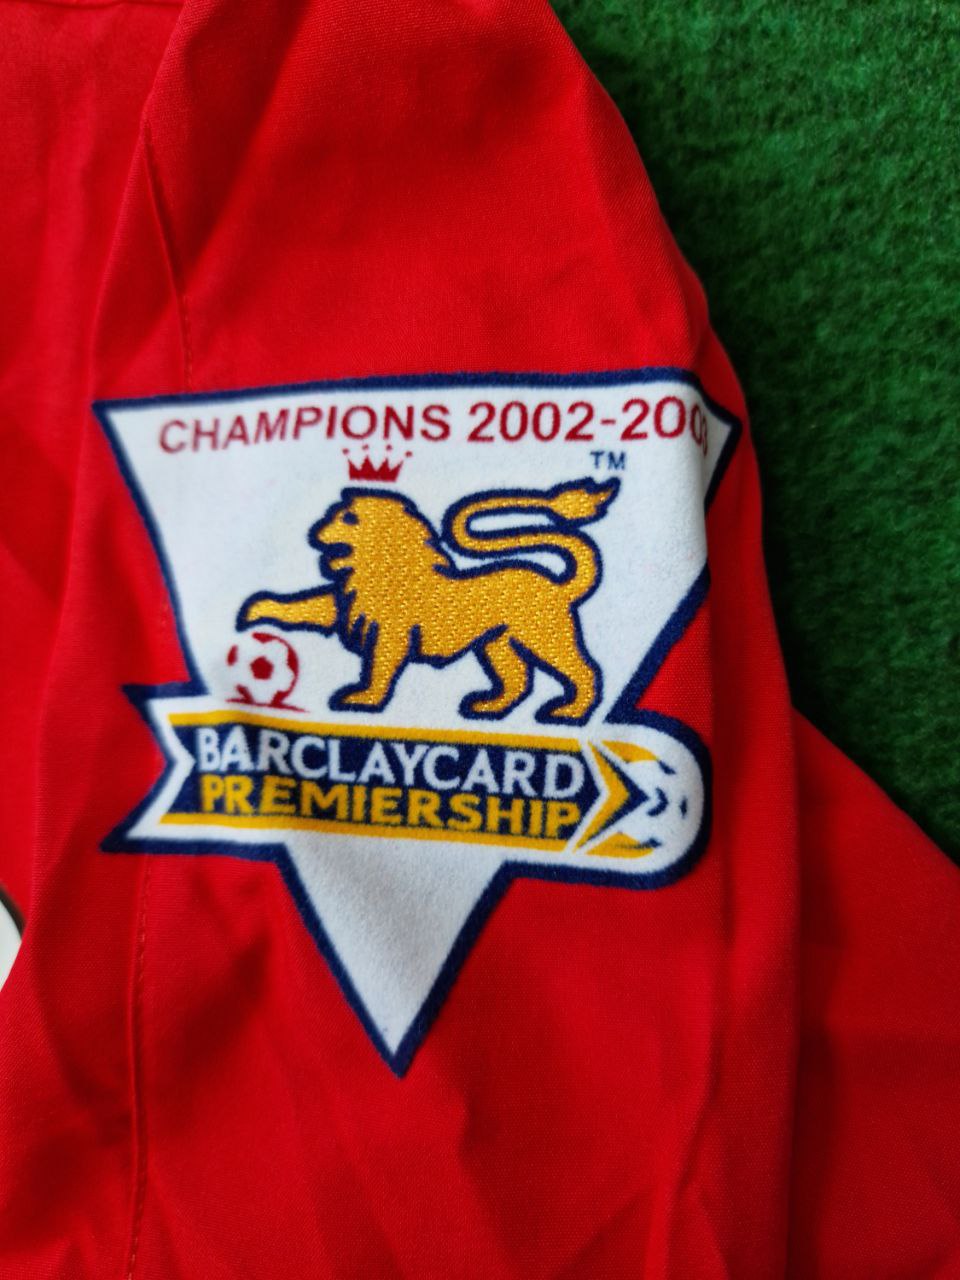 CHAMPIONS 2002-2003
TM
BARCLAYCARD
PREMIERSHIP